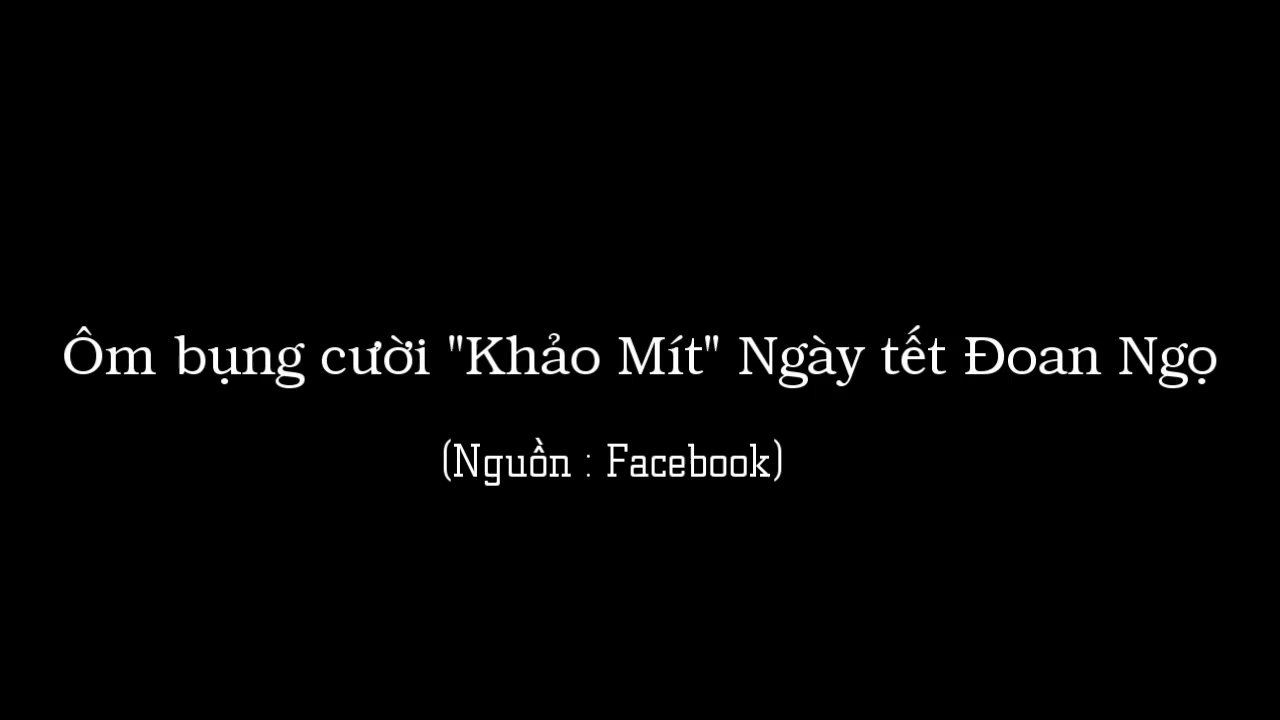 Ôm bụng cười "Khảo Mít" Ngày tết Đoan Ngọ
(Nguồn : Facebook)